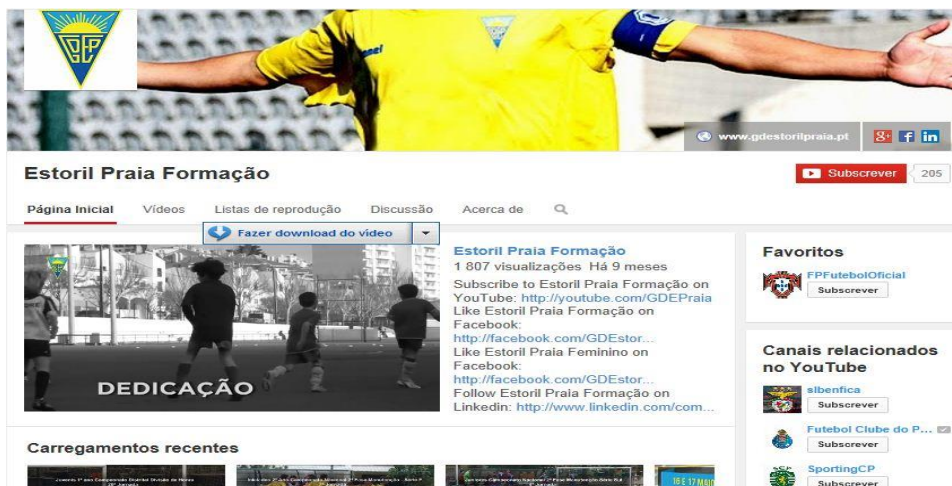 GDEP
www.gdestorilpraia.pt
Estoril Praia Formação
Subscrever 205
Página Inicial Vídeos Listas de reprodução Discussão Acerca de
Fazer download do vídeo
DEDICAÇÃO
Estoril Praia Formação
1 807 visualizações Há 9 meses
Subscribe to Estoril Praia Formação on
YouTube: http://youtube.com/GDEPraia
Like Estoril Praia Formação on
Facebook:
http://facebook.com/GDEstor...
Like Estoril Praia Feminino on
Facebook:
http://facebook.com/GDEstor...
Follow Estoril Praia Formação on
Linkedin: http://www.linkedin.com/com...
Favoritos
FPFutebolOficial
Subscrever
Canais relacionados
no YouTube
slbenfica
Subscrever
Futebol Clube do P...
Subscrever
SportingCP
Subscrever
Carregamentos recentes
16 E 17 MAIO